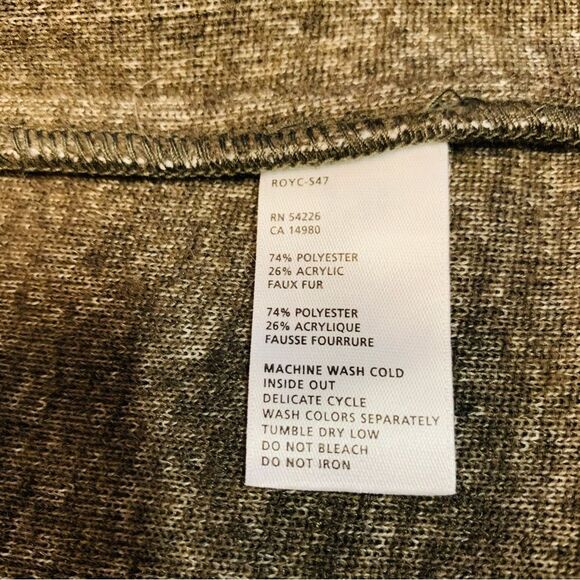 ROYC-S47
RN 54226
CA 14980
74% POLYESTER
26% ACRYLIC
FAUX FUR
74% POLYESTER
26% ACRYLIQUE
FAUSSE FOURRURE
MACHINE WASH COLD
INSIDE OUT
DELICATE CYCLE
WASH COLORS SEPARATELY
TUMBLE DRY LOW
DO NOT BLEACH
DO NOT IRON